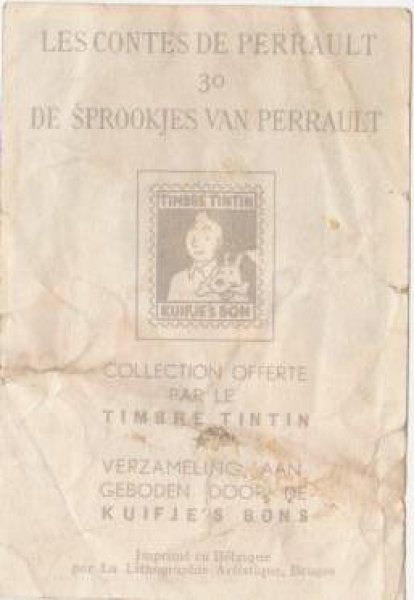 LES CONTES DE PERRAULT
30
DE SPROOKJES VAN PERRAULT
TIMBRE TINTIN
KUIFJE'S BON
COLLECTION OFFERTE
PAR LE
TIMBRE TINTIN
VERZAMELING AAN-
GEBODEN DOOR DE
KUIFJE'S BONS
Imprimé en Belgique
par La Lithographie Artistique, Bruges